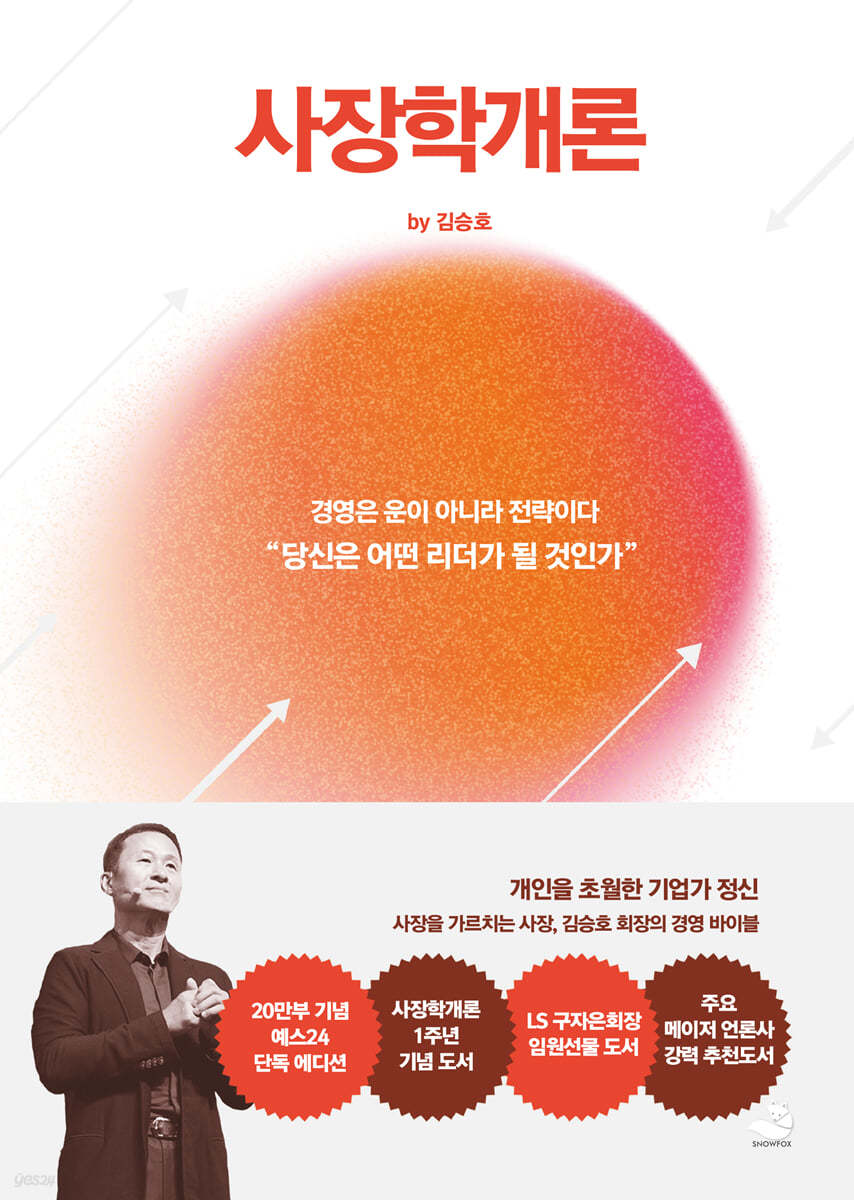 사장학개론
by 김승호
경영은 운이 아니라 전략이다
“당신은 어떤 리더가 될 것인가”
개인을 초월한 기업가 정신
사장을 가르치는 사장, 김승호 회장의 경영 바이블
20만부 기념
예스24
단독 에디션
사장학개론
1주년
기념 도서
LS 구자은회장
임원선물 도서
주요
메이저 언론사
강력 추천도서
SNOWFOX
yes24